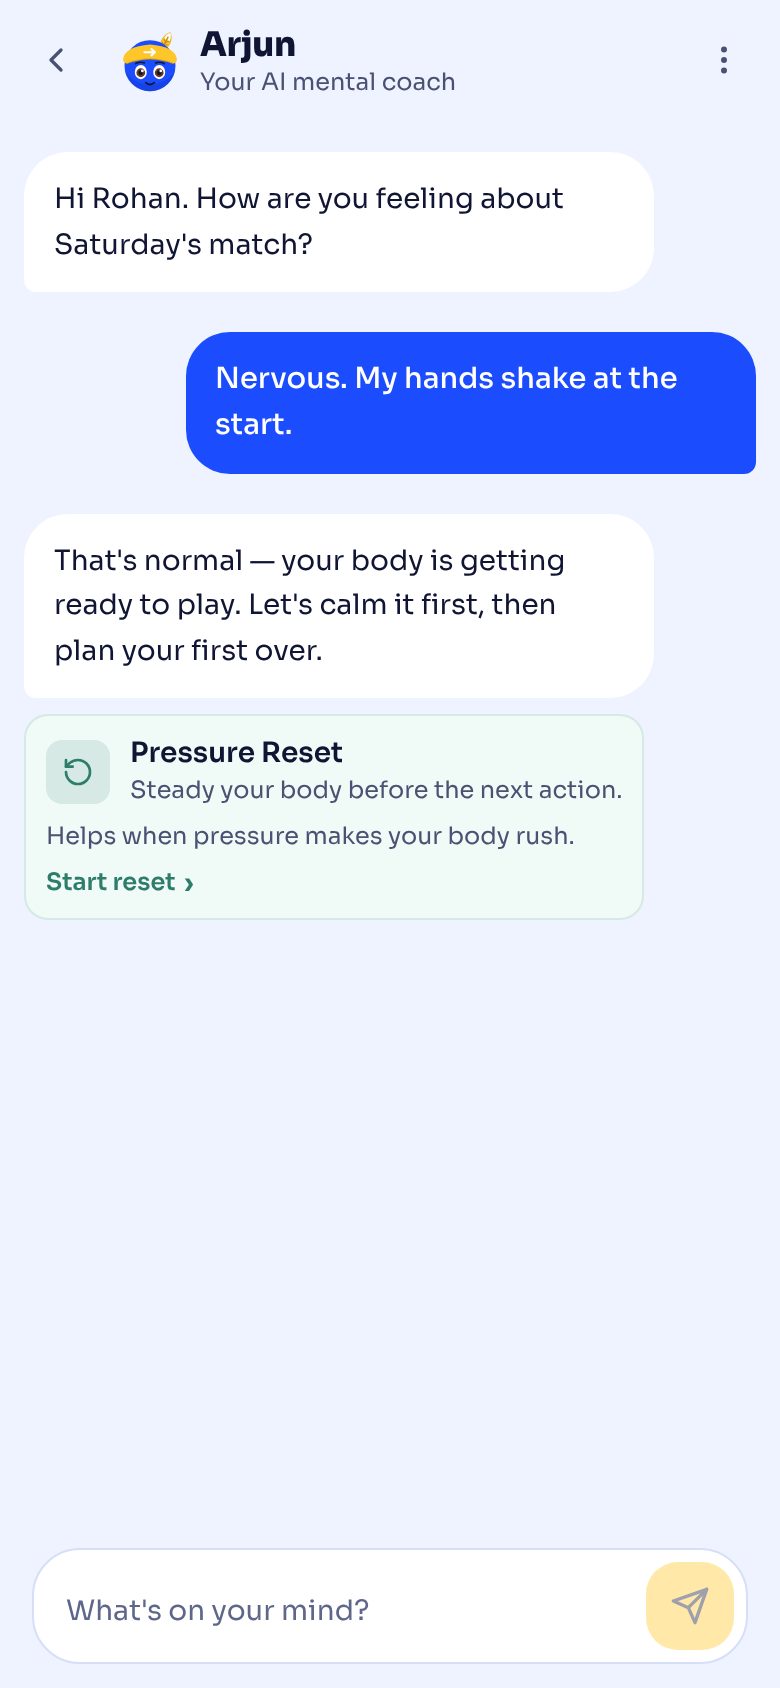 Arjun
Your AI mental coach
Hi Rohan. How are you feeling about
Saturday's match?
Nervous. My hands shake at the
start.
That's normal — your body is getting
ready to play. Let's calm it first, then
plan your first over.
Pressure Reset
Steady your body before the next action.
Helps when pressure makes your body rush.
Start reset ›
What's on your mind?